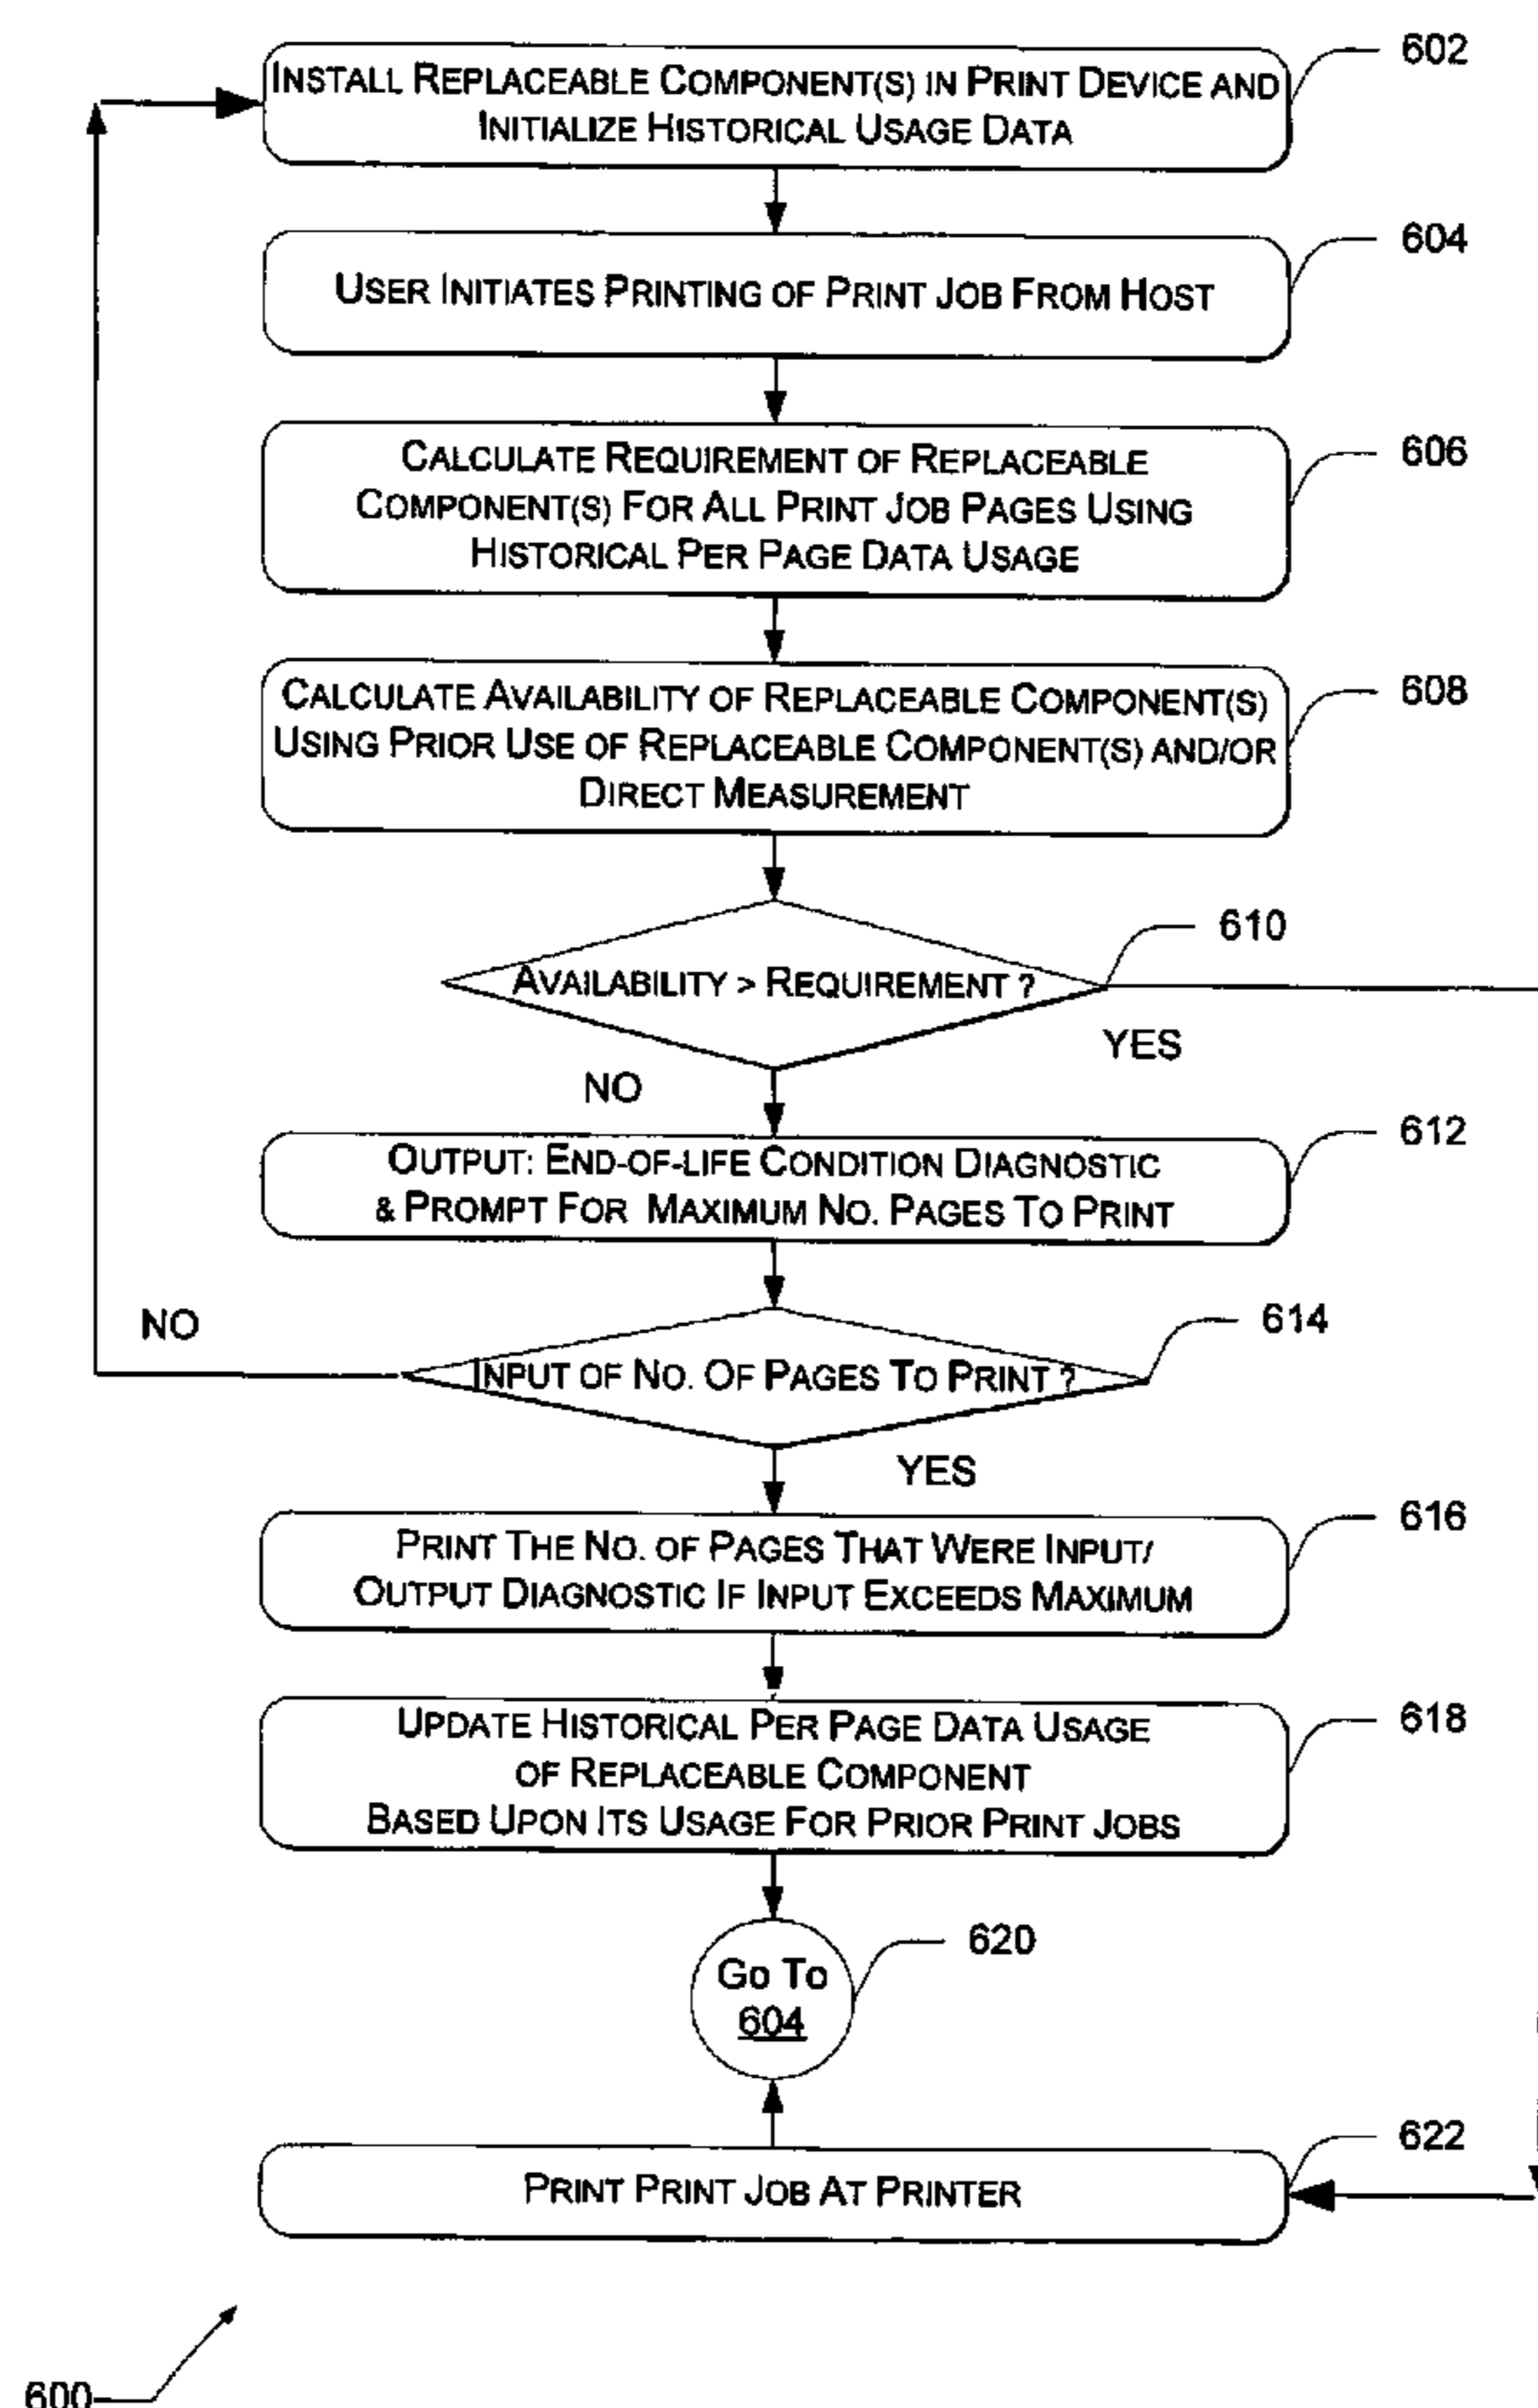 602
INSTALL REPLACEABLE COMPONENT(S) IN PRINT DEVICE AND
INITIALIZE HISTORICAL USAGE DATA
604
USER INITIATES PRINTING OF PRINT JOB FROM HOST
606
CALCULATE REQUIREMENT OF REPLACEABLE
COMPONENT(S) FOR ALL PRINT JOB PAGES USING
HISTORICAL PER PAGE DATA USAGE
608
CALCULATE AVAILABILITY OF REPLACEABLE COMPONENT(S)
USING PRIOR USE OF REPLACEABLE COMPONENT(S) AND/OR
DIRECT MEASUREMENT
610
AVAILABILITY > REQUIREMENT ?
YES
NO
612
OUTPUT: END-OF-LIFE CONDITION DIAGNOSTIC
& PROMPT FOR MAXIMUM NO. PAGES TO PRINT
614
NO
INPUT OF NO. OF PAGES TO PRINT ?
YES
616
PRINT THE NO. OF PAGES THAT WERE INPUT/
OUTPUT DIAGNOSTIC IF INPUT EXCEEDS MAXIMUM
618
UPDATE HISTORICAL PER PAGE DATA USAGE
OF REPLACEABLE COMPONENT
BASED UPON ITS USAGE FOR PRIOR PRINT JOBS
620
GO TO
604
622
PRINT PRINT JOB AT PRINTER
600